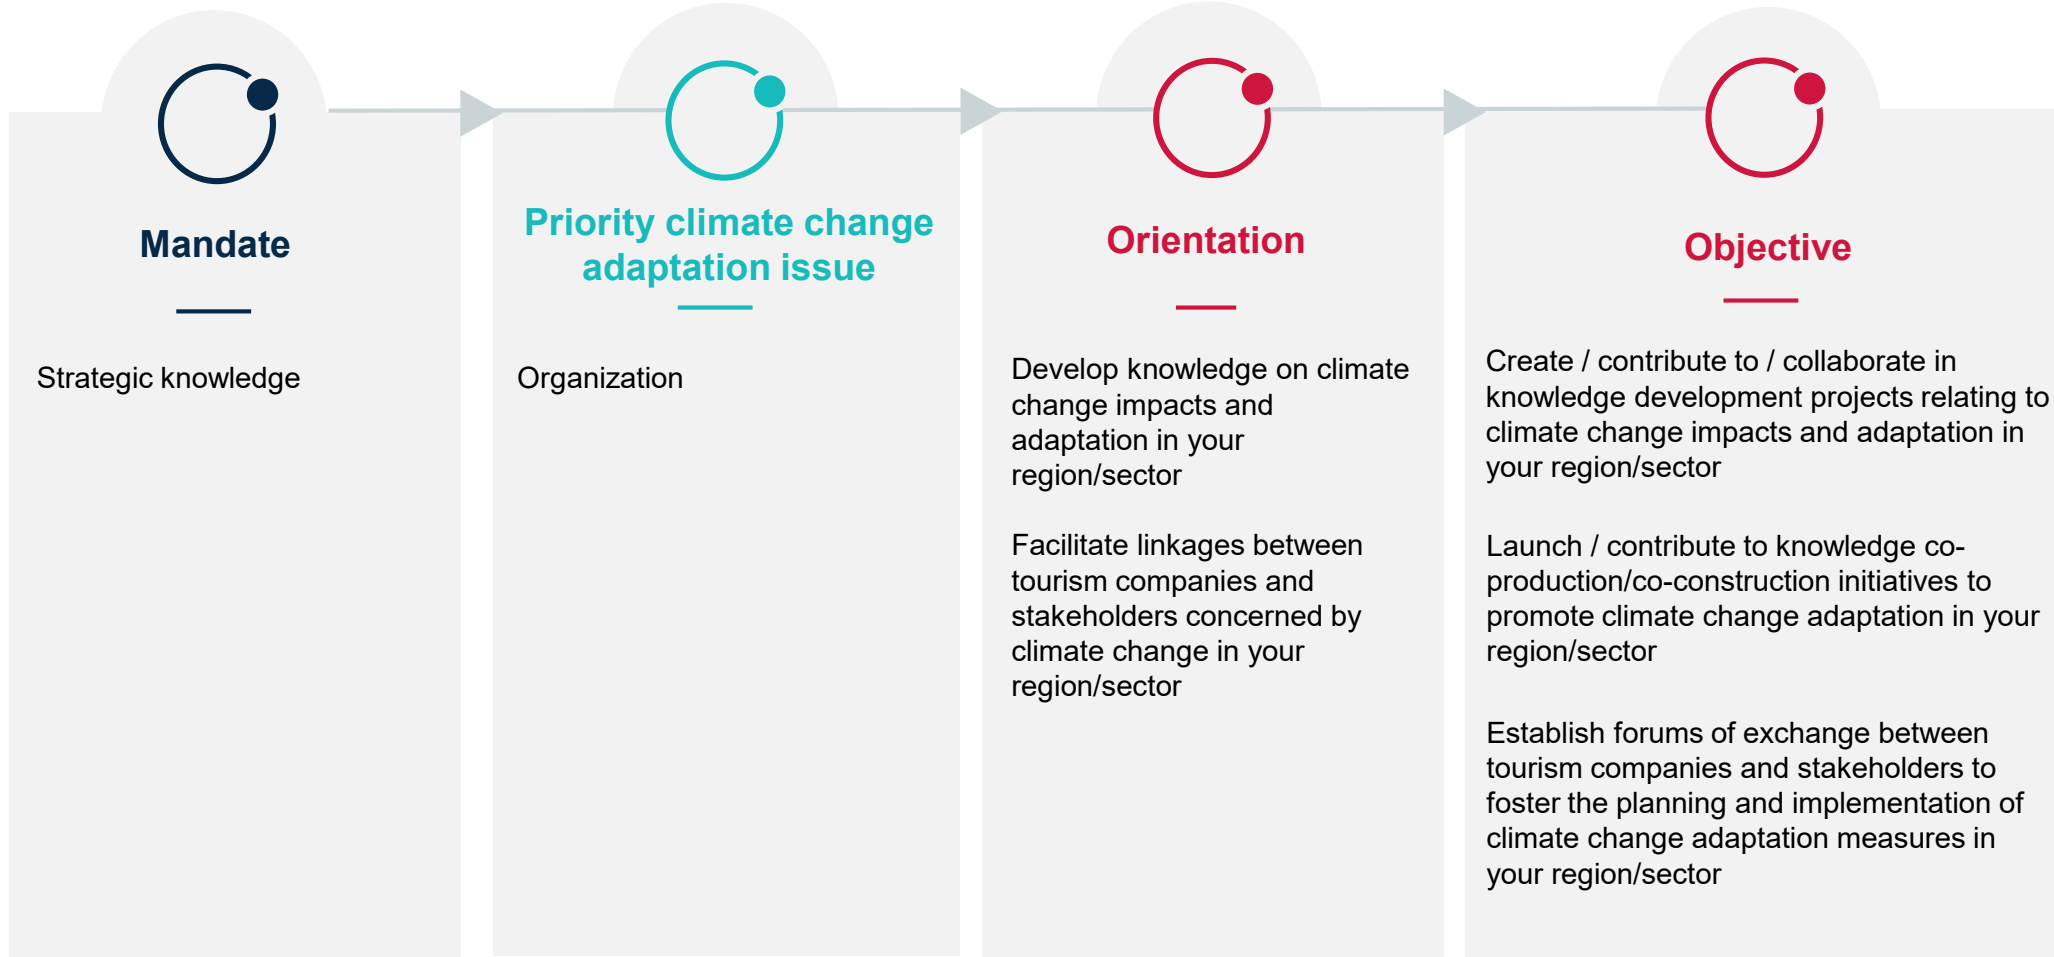 Mandate
Strategic knowledge
Priority climate change
adaptation issue
Organization
Orientation
Develop knowledge on climate
change impacts and
adaptation in your
region/sector
Facilitate linkages between
tourism companies and
stakeholders concerned by
climate change in your
region/sector
Objective
Create / contribute to / collaborate in
knowledge development projects relating to
climate change impacts and adaptation in
your region/sector
Launch / contribute to knowledge co-
production/co-construction initiatives to
promote climate change adaptation in your
region/sector
Establish forums of exchange between
tourism companies and stakeholders to
foster the planning and implementation of
climate change adaptation measures in
your region/sector